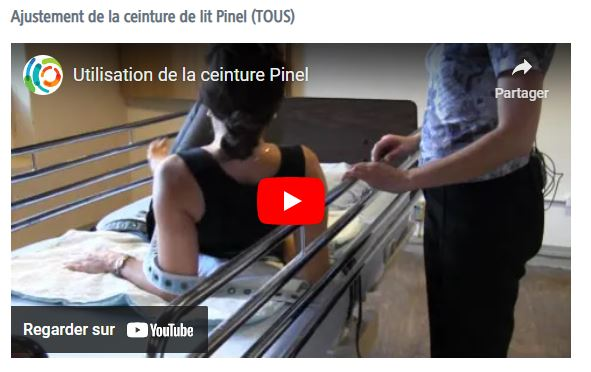 Ajustement de la ceinture de lit Pinel (TOUS)
Utilisation de la ceinture Pinel
Partager
Regarder sur YouTube